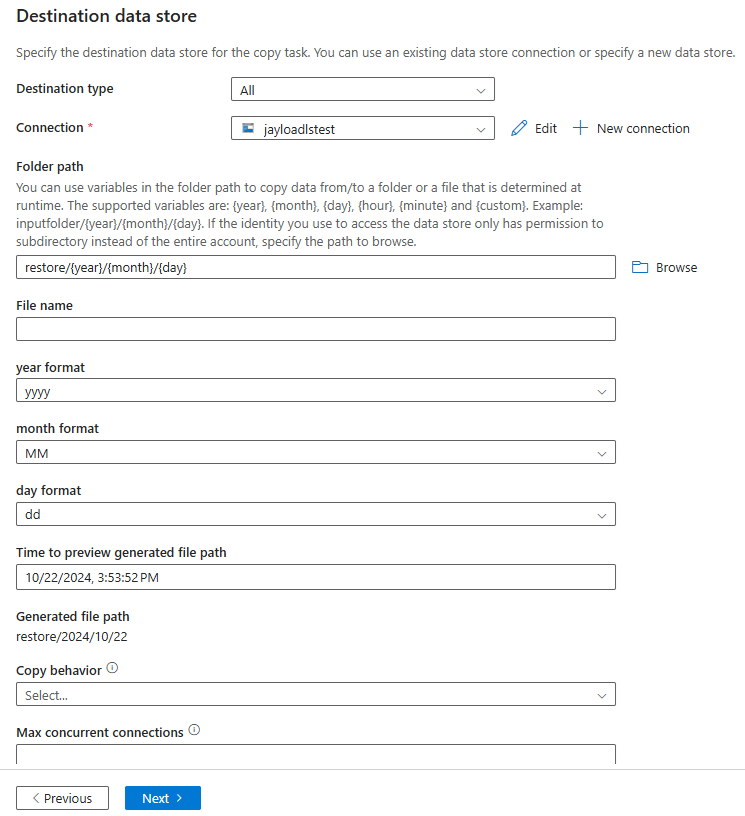 Destination data store
Specify the destination data store for the copy task. You can use an existing data store connection or specify a new data store.
Destination type
All
Connection *
jayloadlstest
Edit
New connection
Folder path
You can use variables in the folder path to copy data from/to a folder or a file that is determined at
runtime. The supported variables are: {year}, {month}, {day}, {hour}, {minute} and {custom}. Example:
inputfolder/{year}/{month}/{day}. If the identity you use to access the data store only has permission to
subdirectory instead of the entire account, specify the path to browse.
restore/{year}/{month}/{day}
Browse
File name
year format
yyyy
month format
MM
day format
dd
Time to preview generated file path
10/22/2024, 3:53:52 PM
Generated file path
restore/2024/10/22
Copy behavior
Select...
Max concurrent connections
Previous
Next